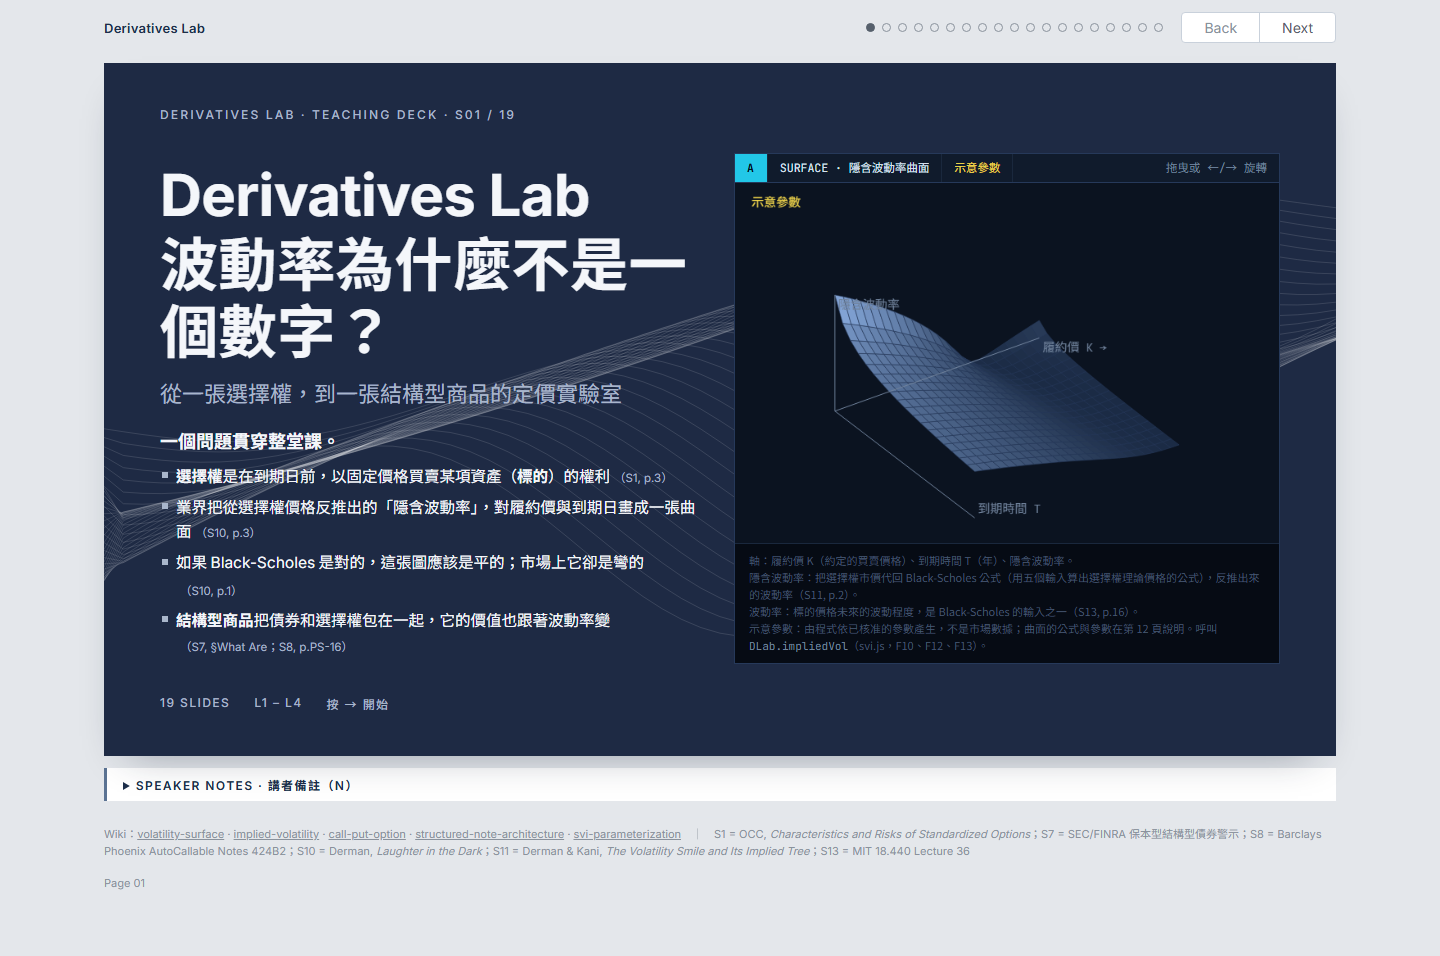 Derivatives Lab
Back
Next
DERIVATIVES LAB · TEACHING DECK · S01 / 19
Derivatives Lab
波動率為什麼不是一
個數字？
從一張選擇權，到一張結構型商品的定價實驗室
一個問題貫穿整堂課。
選擇權是在到期日前，以固定價格買賣某項資產（標的）的權利（S1, p.3）
業界把從選擇權價格反推出的「隱含波動率」，對履約價與到期日畫成一張曲
面（S10, p.3）
如果 Black-Scholes 是對的，這張圖應該是平的；市場上它卻是彎的
（S10, p.1）
結構型商品把債券和選擇權包在一起，它的價值也跟著波動率變
（S7, §What Are；S8, p.PS-16）
19 SLIDES
L1 – L4
按 → 開始
A
SURFACE · 隱含波動率曲面
示意參數
拖曳或 ←/→ 旋轉
示意參數
波動率
履約價 K →
到期時間 T
軸：履約價 K（約定的買賣價格）、到期時間 T（年）、隱含波動率。
隱含波動率：把選擇權市價代回 Black-Scholes 公式（用五個輸入算出選擇權理論價格的公式），反推出來
的波動率（S11, p.2）。
波動率：標的價格未來的波動程度，是 Black-Scholes 的輸入之一（S13, p.16）。
示意參數：由程式依已核准的參數產生，不是市場數據；曲面的公式與參數在第 12 頁說明。呼叫
DLab.impliedVol（svi.js，F10、F12、F13）。
▶ SPEAKER NOTES · 講者備註（N）
Wiki：volatility-surface · implied-volatility · call-put-option · structured-note-architecture · svi-parameterization | S1 = OCC, Characteristics and Risks of Standardized Options；S7 = SEC/FINRA 保本型結構型債券警示；S8 = Barclays
Phoenix AutoCallable Notes 424B2；S10 = Derman, Laughter in the Dark；S11 = Derman & Kani, The Volatility Smile and Its Implied Tree；S13 = MIT 18.440 Lecture 36
Page 01